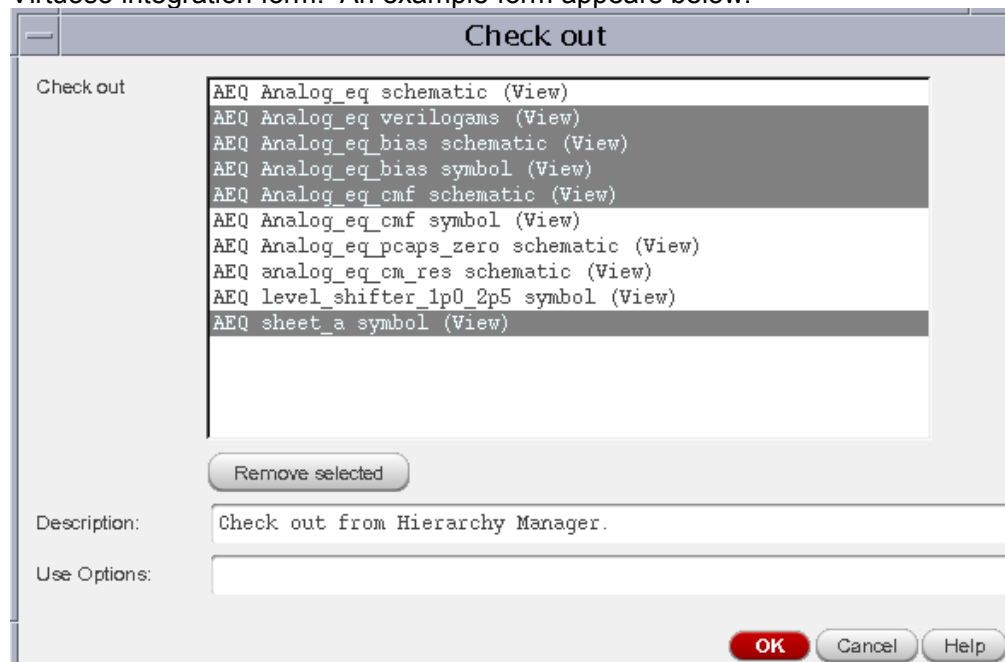 Virtuoso integration form. An example form appears below.
Check out
Check out
AEQ Analog_eq schematic (View)
AEQ Analog_eq verilogams (View)
AEQ Analog_eq_bias schematic (View)
AEQ Analog_eq_bias symbol (View)
AEQ Analog_eq_cmf schematic (View)
AEQ Analog_eq_cmf symbol (View)
AEQ Analog_eq_pcaps_zero schematic (View)
AEQ analog_eq_cm_res schematic (View)
AEQ level_shifter_1p0_2p5 symbol (View)
AEQ sheet_a symbol (View)
Remove selected
Description:
Check out from Hierarchy Manager.
Use Options:
OK Cancel Help